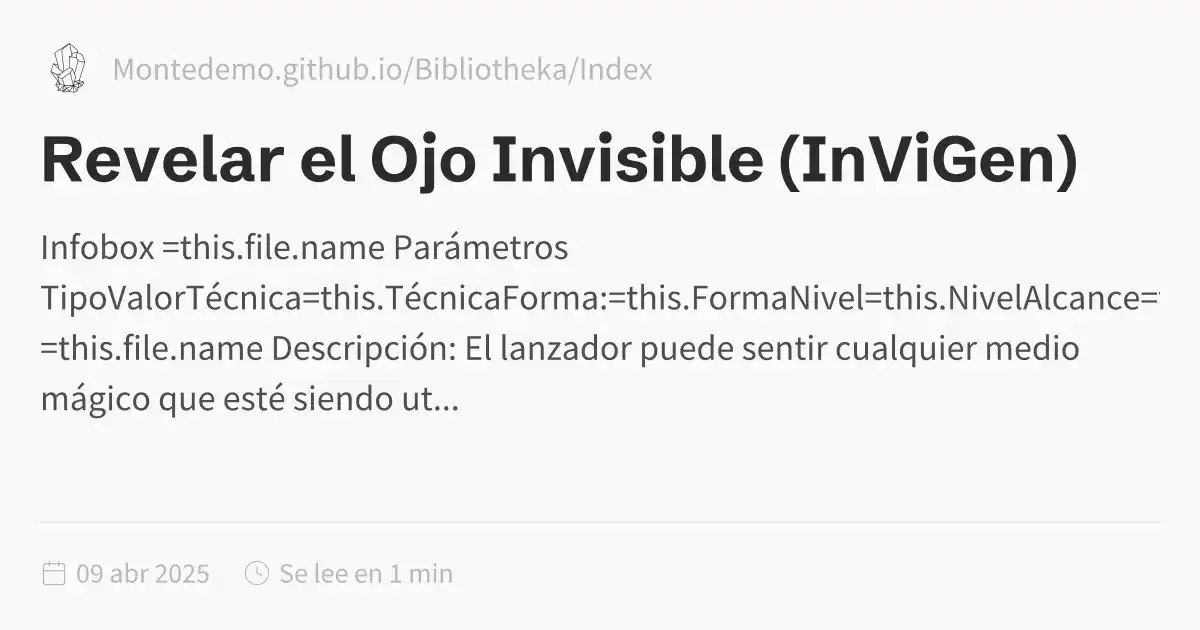 Montedemo.github.io/Bibliotheka/Index
Revelar el Ojo Invisible (InViGen)
Infobox =this.file.name Parámetros
TipoValorTécnica=this.TécnicaForma:=this.FormaNivel=this.NivelAlcance=
=this.file.name Descripción: El lanzador puede sentir cualquier medio
mágico que esté siendo ut...
09 abr 2025 Se lee en 1 min